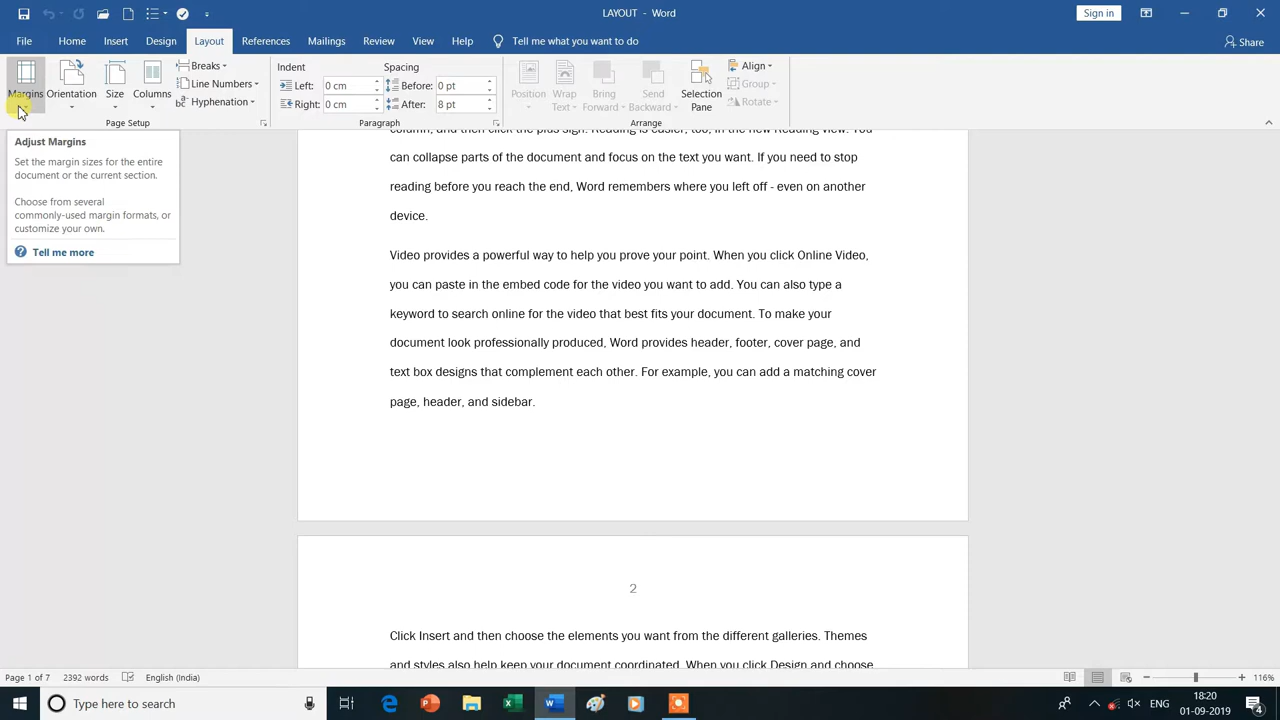 LAYOUT - Word
Sign in
File Home Insert Design Layout References Mailings Review View Help Tell me what you want to do Share
Margins Orientation Size Columns
Breaks
Line Numbers
Hyphenation
Page Setup
Indent
Left: 0 cm
Right: 0 cm
Spacing
Before: 0 pt
After: 8 pt
Paragraph
Position
Wrap Text
Bring Forward
Send Backward
Selection Pane
Align
Group
Rotate
Arrange
Adjust Margins
Set the margin sizes for the entire
document or the current section.
Choose from several
commonly-used margin formats, or
customize your own.
Tell me more
column, and then click the plus sign. Reading is easier, too, in the new Reading view. You
can collapse parts of the document and focus on the text you want. If you need to stop
reading before you reach the end, Word remembers where you left off - even on another
device.
Video provides a powerful way to help you prove your point. When you click Online Video,
you can paste in the embed code for the video you want to add. You can also type a
keyword to search online for the video that best fits your document. To make your
document look professionally produced, Word provides header, footer, cover page, and
text box designs that complement each other. For example, you can add a matching cover
page, header, and sidebar.
2
Click Insert and then choose the elements you want from the different galleries. Themes
and styles also help keep your document coordinated. When you click Design and choose
Page 1 of 7 2392 words English (India) 116%
Type here to search
ENG
18:20
01-09-2019
4